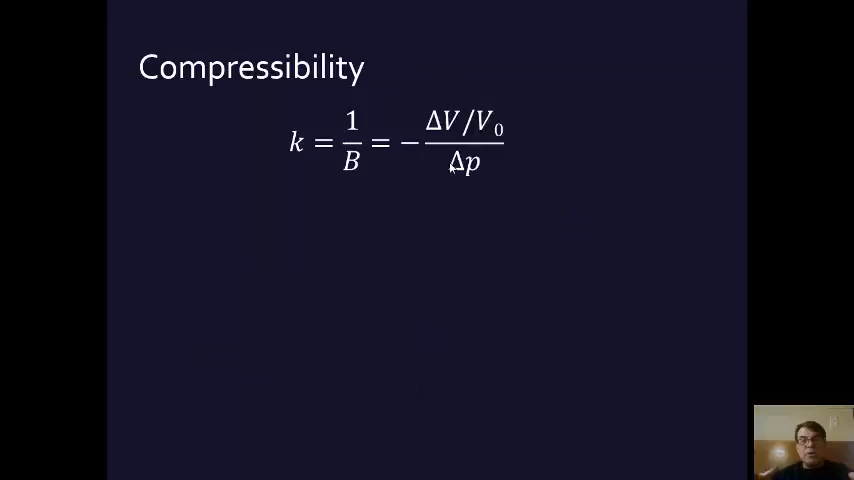 Compressibility
k = 1/B = − ΔV/V₀ / Δp